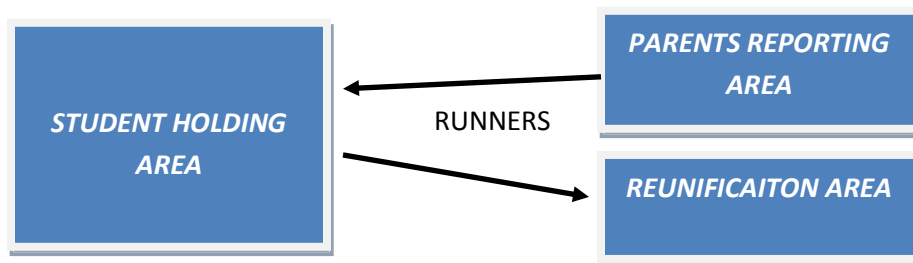 STUDENT HOLDING
AREA
RUNNERS
PARENTS REPORTING
AREA
REUNIFICAITON AREA